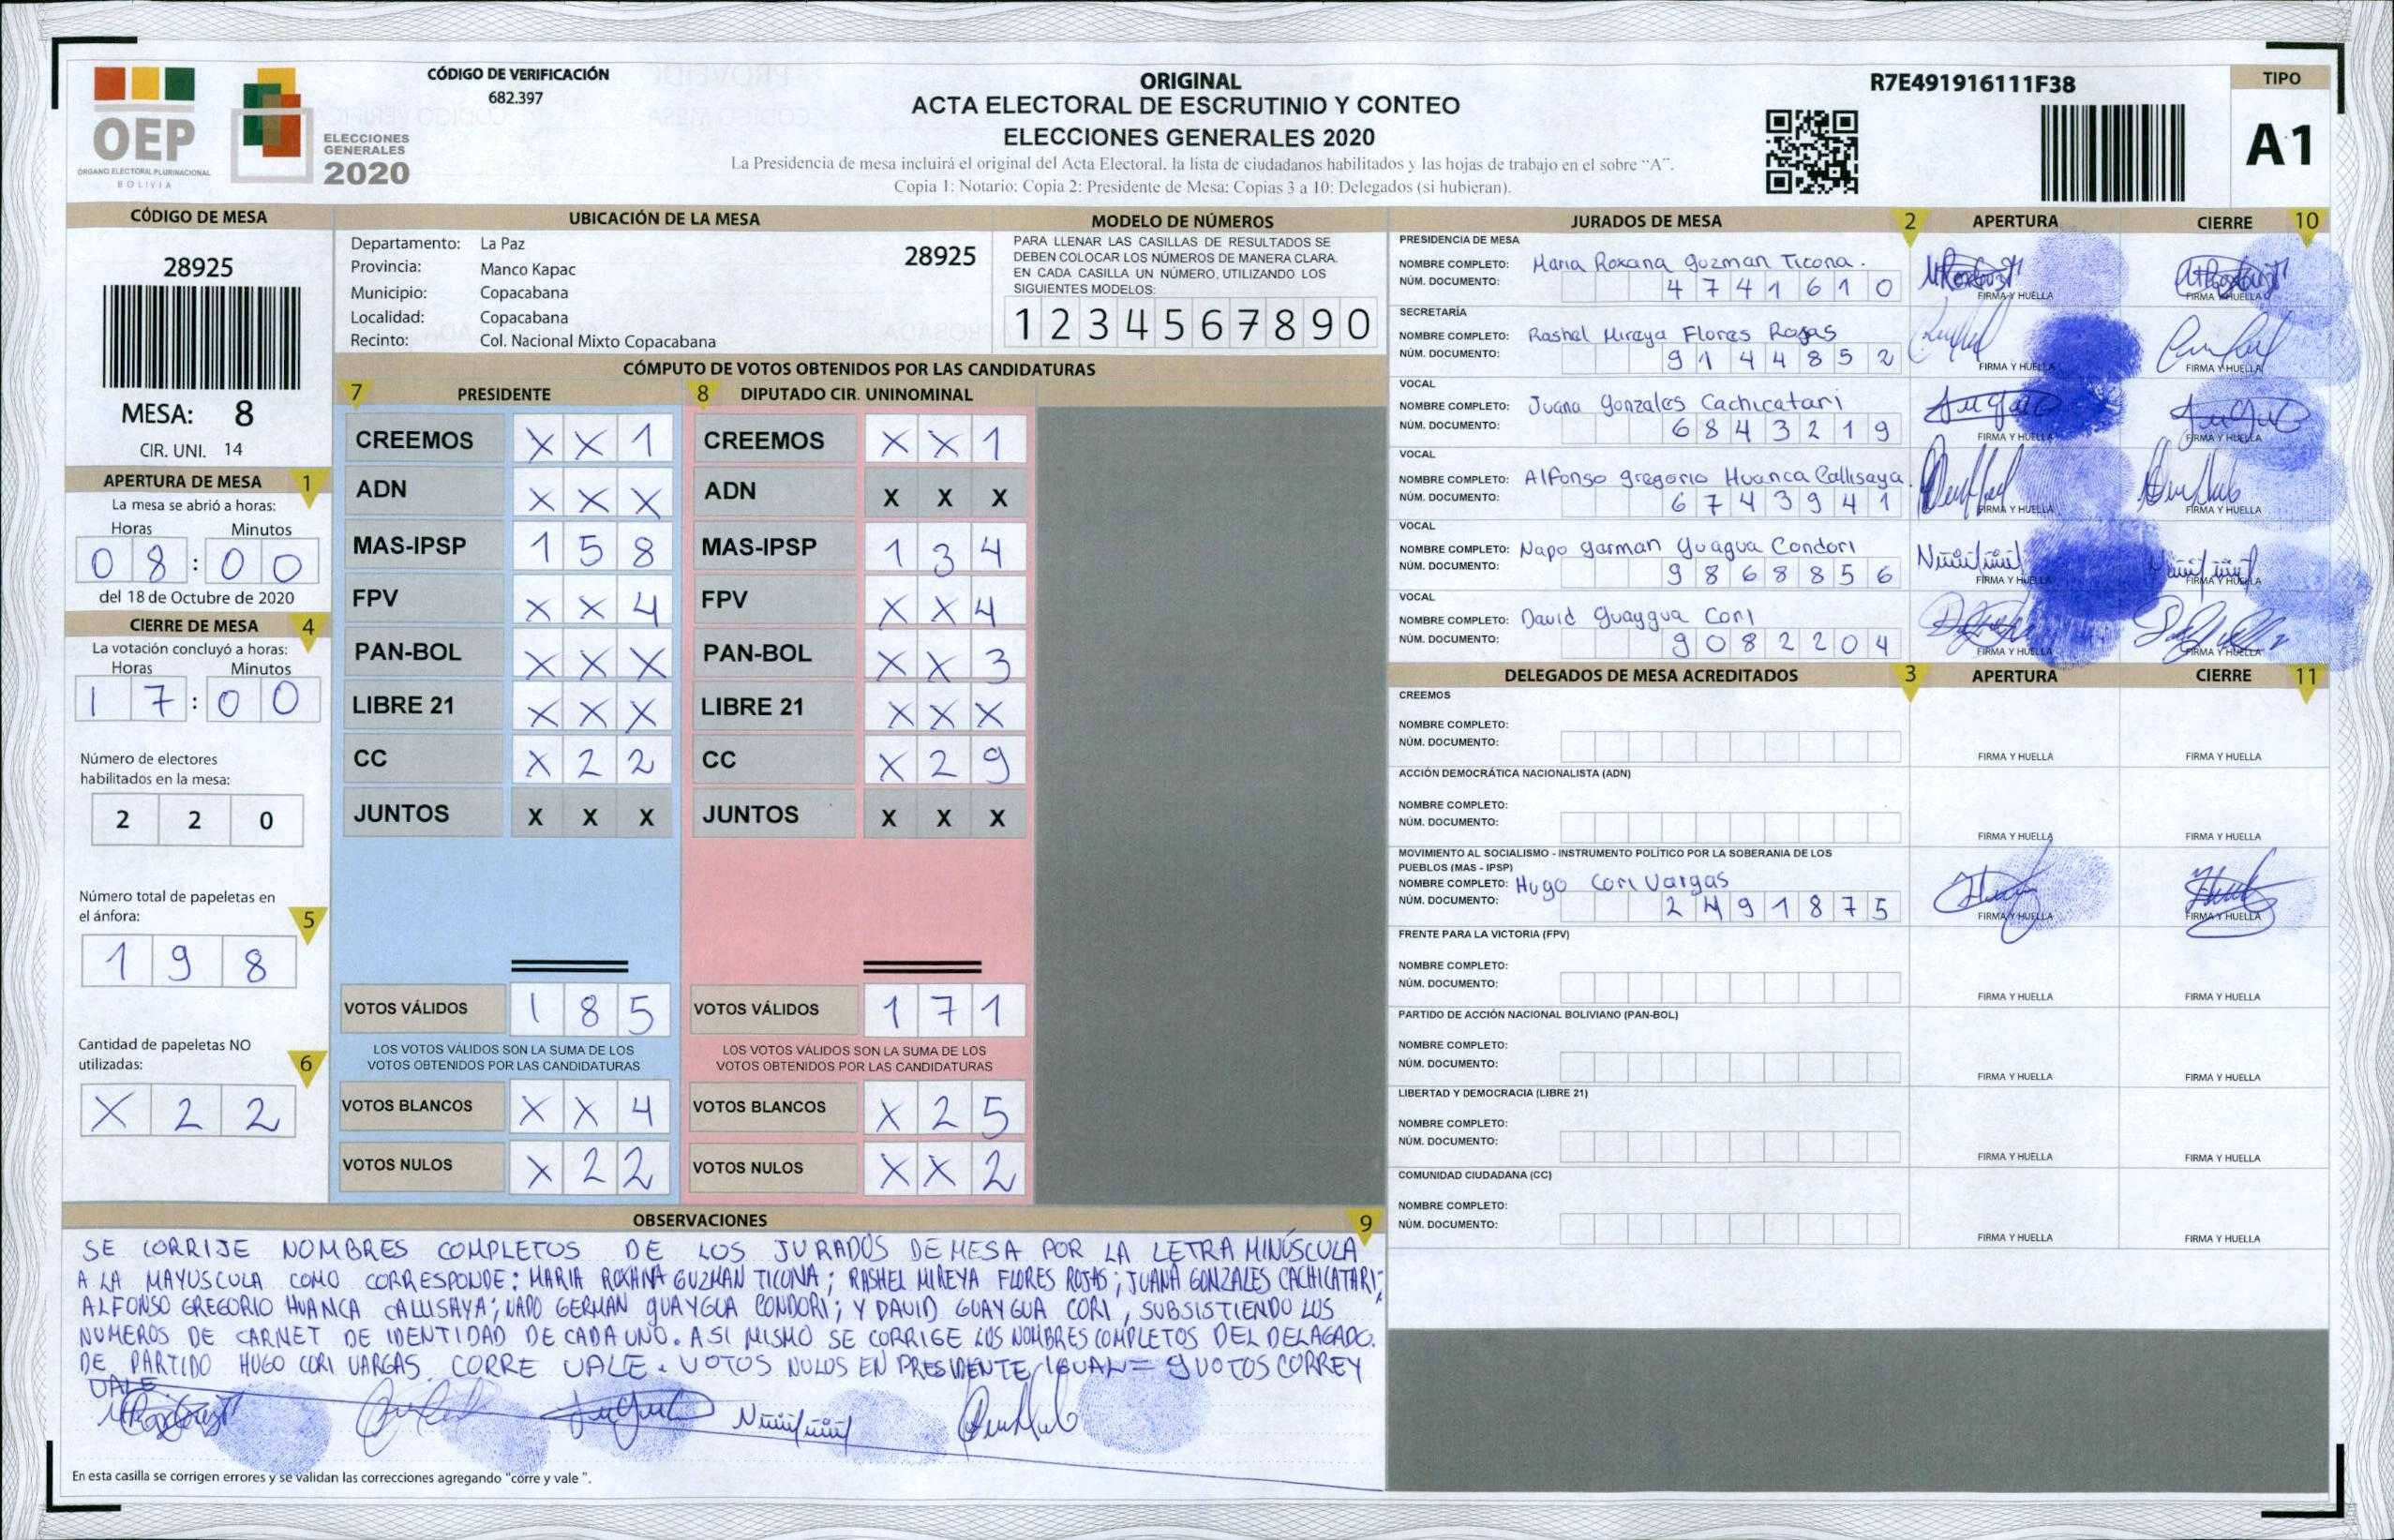 CÓDIGO DE VERIFICACIÓN
682.397
OEP
ÓRGANO ELECTORAL PLURINACIONAL
BOLIVIA
ELECCIONES
GENERALES
2020
ORIGINAL
ACTA ELECTORAL DE ESCRUTINIO Y CONTEO
ELECCIONES GENERALES 2020
La Presidencia de mesa incluirá el original del Acta Electoral, la lista de ciudadanos habilitados y las hojas de trabajo en el sobre “A”.
Copia 1: Notario; Copia 2: Presidente de Mesa; Copias 3 a 10: Delegados (si hubieran).
R7E491916111F38
TIPO
A1
CÓDIGO DE MESA
28925
MESA: 8
CIR. UNI. 14
APERTURA DE MESA 1
La mesa se abrió a horas:
Horas Minutos
0 8 : 0 0
del 18 de Octubre de 2020
CIERRE DE MESA 4
La votación concluyó a horas:
Horas Minutos
1 7 : 0 0
Número de electores
habilitados en la mesa:
2 2 0
Número total de papeletas en
el ánfora: 5
1 9 8
Cantidad de papeletas NO
utilizadas: 6
X 2 2
UBICACIÓN DE LA MESA
Departamento: La Paz 28925
Provincia: Manco Kapac
Municipio: Copacabana
Localidad: Copacabana
Recinto: Col. Nacional Mixto Copacabana
MODELO DE NÚMEROS
PARA LLENAR LAS CASILLAS DE RESULTADOS SE
DEBEN COLOCAR LOS NÚMEROS DE MANERA CLARA.
EN CADA CASILLA UN NÚMERO, UTILIZANDO LOS
SIGUIENTES MODELOS:
1 2 3 4 5 6 7 8 9 0
CÓMPUTO DE VOTOS OBTENIDOS POR LAS CANDIDATURAS
7 PRESIDENTE 8 DIPUTADO CIR. UNINOMINAL
CREEMOS X X 1 CREEMOS X X 1
ADN X X X ADN X X X
MAS-IPSP 1 5 8 MAS-IPSP 1 3 4
FPV X X 4 FPV X X 4
PAN-BOL X X X PAN-BOL X X 3
LIBRE 21 X X X LIBRE 21 X X X
CC X 2 2 CC X 2 9
JUNTOS X X X JUNTOS X X X
VOTOS VÁLIDOS 1 8 5 VOTOS VÁLIDOS 1 7 1
LOS VOTOS VÁLIDOS SON LA SUMA DE LOS LOS VOTOS VÁLIDOS SON LA SUMA DE LOS
VOTOS OBTENIDOS POR LAS CANDIDATURAS VOTOS OBTENIDOS POR LAS CANDIDATURAS
VOTOS BLANCOS X X 4 VOTOS BLANCOS X 2 5
VOTOS NULOS X 2 2 VOTOS NULOS X X 2
JURADOS DE MESA 2 APERTURA CIERRE 10
PRESIDENCIA DE MESA
NOMBRE COMPLETO: Maria Roxana guzman Ticona.
NÚM. DOCUMENTO: 4 7 4 1 6 1 0 FIRMA Y HUELLA FIRMA Y HUELLA
SECRETARÍA
NOMBRE COMPLETO: Rashel Mireya Flores Rojas
NÚM. DOCUMENTO: 9 1 4 4 8 5 2 FIRMA Y HUELLA FIRMA Y HUELLA
VOCAL
NOMBRE COMPLETO: Juana gonzales Cachicatari
NÚM. DOCUMENTO: 6 8 4 3 2 1 9 FIRMA Y HUELLA FIRMA Y HUELLA
VOCAL
NOMBRE COMPLETO: Alfonso gregorio Huanca Callisaya.
NÚM. DOCUMENTO: 6 7 4 3 9 4 1 FIRMA Y HUELLA FIRMA Y HUELLA
VOCAL
NOMBRE COMPLETO: Napo garman guagua Condori
NÚM. DOCUMENTO: 9 8 6 8 8 5 6 FIRMA Y HUELLA FIRMA Y HUELLA
VOCAL
NOMBRE COMPLETO: David guaygua Cori
NÚM. DOCUMENTO: 9 0 8 2 2 0 4 FIRMA Y HUELLA FIRMA Y HUELLA
DELEGADOS DE MESA ACREDITADOS 3 APERTURA CIERRE 11
CREEMOS
NOMBRE COMPLETO:
NÚM. DOCUMENTO: FIRMA Y HUELLA FIRMA Y HUELLA
ACCIÓN DEMOCRÁTICA NACIONALISTA (ADN)
NOMBRE COMPLETO:
NÚM. DOCUMENTO: FIRMA Y HUELLA FIRMA Y HUELLA
MOVIMIENTO AL SOCIALISMO - INSTRUMENTO POLÍTICO POR LA SOBERANIA DE LOS
PUEBLOS (MAS - IPSP)
NOMBRE COMPLETO: Hugo Cori Vargas
NÚM. DOCUMENTO: 2 4 9 1 8 7 5 FIRMA Y HUELLA FIRMA Y HUELLA
FRENTE PARA LA VICTORIA (FPV)
NOMBRE COMPLETO:
NÚM. DOCUMENTO: FIRMA Y HUELLA FIRMA Y HUELLA
PARTIDO DE ACCIÓN NACIONAL BOLIVIANO (PAN-BOL)
NOMBRE COMPLETO:
NÚM. DOCUMENTO: FIRMA Y HUELLA FIRMA Y HUELLA
LIBERTAD Y DEMOCRACIA (LIBRE 21)
NOMBRE COMPLETO:
NÚM. DOCUMENTO: FIRMA Y HUELLA FIRMA Y HUELLA
COMUNIDAD CIUDADANA (CC)
NOMBRE COMPLETO:
NÚM. DOCUMENTO: FIRMA Y HUELLA FIRMA Y HUELLA
OBSERVACIONES 9
SE CORRIJE NOMBRES COMPLETOS DE LOS JURADOS DE MESA POR LA LETRA MINÚSCULA
A LA MAYUSCULA COMO CORRESPONDE: MARIA ROXANA GUZMAN TICONA; RASHEL MIREYA FLORES ROJAS; JUANA GONZALES CACHICATARI;
ALFONSO GREGORIO HUANCA CALLISAYA; NAPO GERMAN GUAYGUA CONDORI; Y DAVID GUAYGUA CORI, SUBSISTIENDO LOS
NUMEROS DE CARNET DE IDENTIDAD DE CADA UNO. ASI MISMO SE CORRIGE LOS NOMBRES COMPLETOS DEL DELAGADO.
DE PARTIDO HUGO CORI VARGAS. CORRE VALE. VOTOS NULOS EN PRESIDENTE IGUAL = 9 VOTOS CORRE Y
VALE
En esta casilla se corrigen errores y se validan las correcciones agregando "corre y vale".